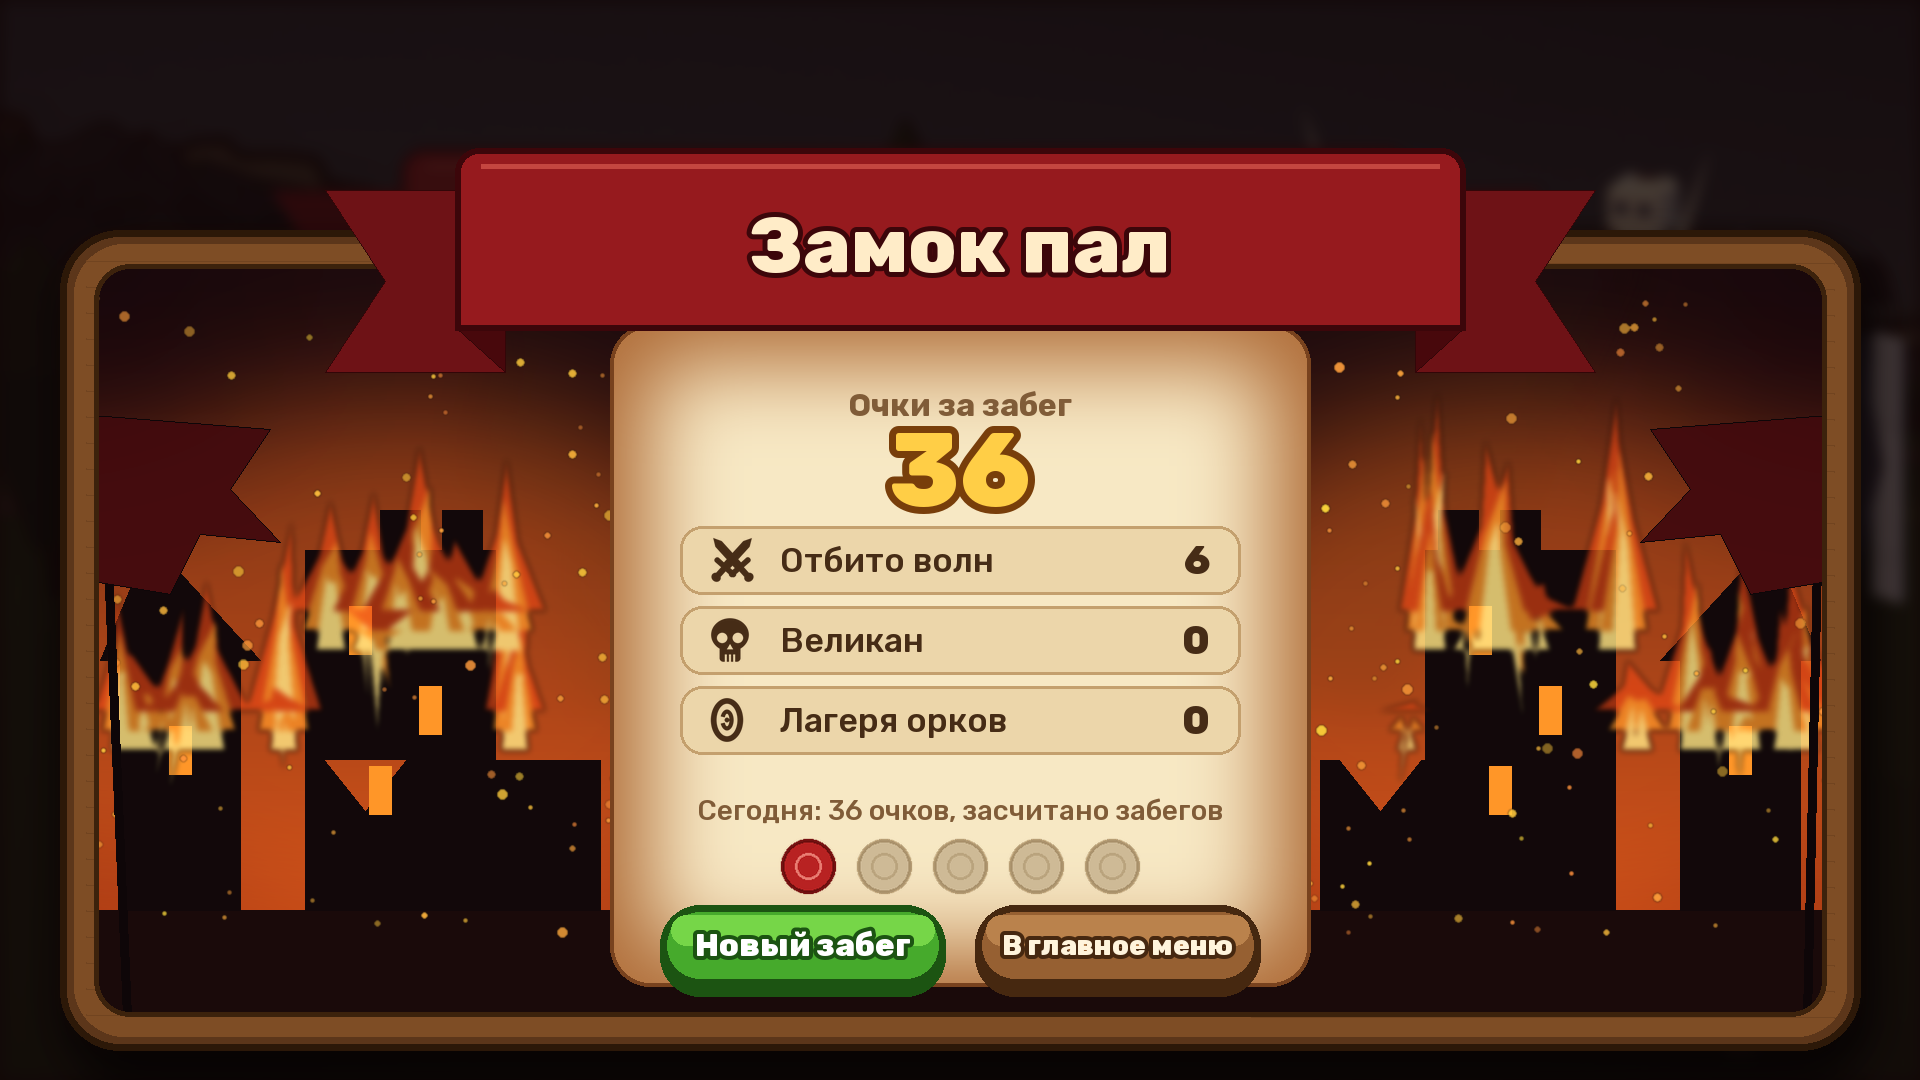 Замок пал
Очки за забег
36
Отбито волн 6
Великан 0
Лагеря орков 0
Сегодня: 36 очков, засчитано забегов
Новый забег
В главное меню